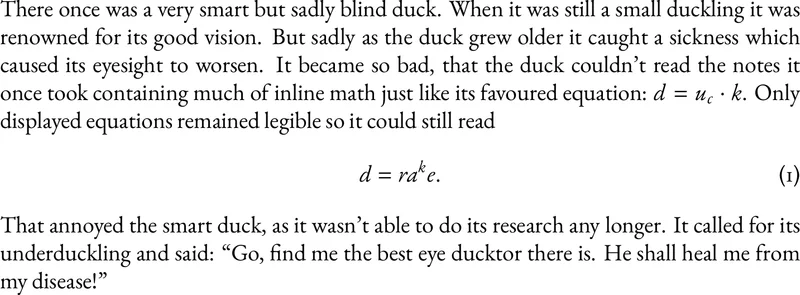 There once was a very smart but sadly blind duck. When it was still a small duckling it was
renowned for its good vision. But sadly as the duck grew older it caught a sickness which
caused its eyesight to worsen. It became so bad, that the duck couldn’t read the notes it
once took containing much of inline math just like its favoured equation: d = u_c · k. Only
displayed equations remained legible so it could still read
d = ra^k e. (1)
That annoyed the smart duck, as it wasn’t able to do its research any longer. It called for its
underduckling and said: “Go, find me the best eye ducktor there is. He shall heal me from
my disease!”